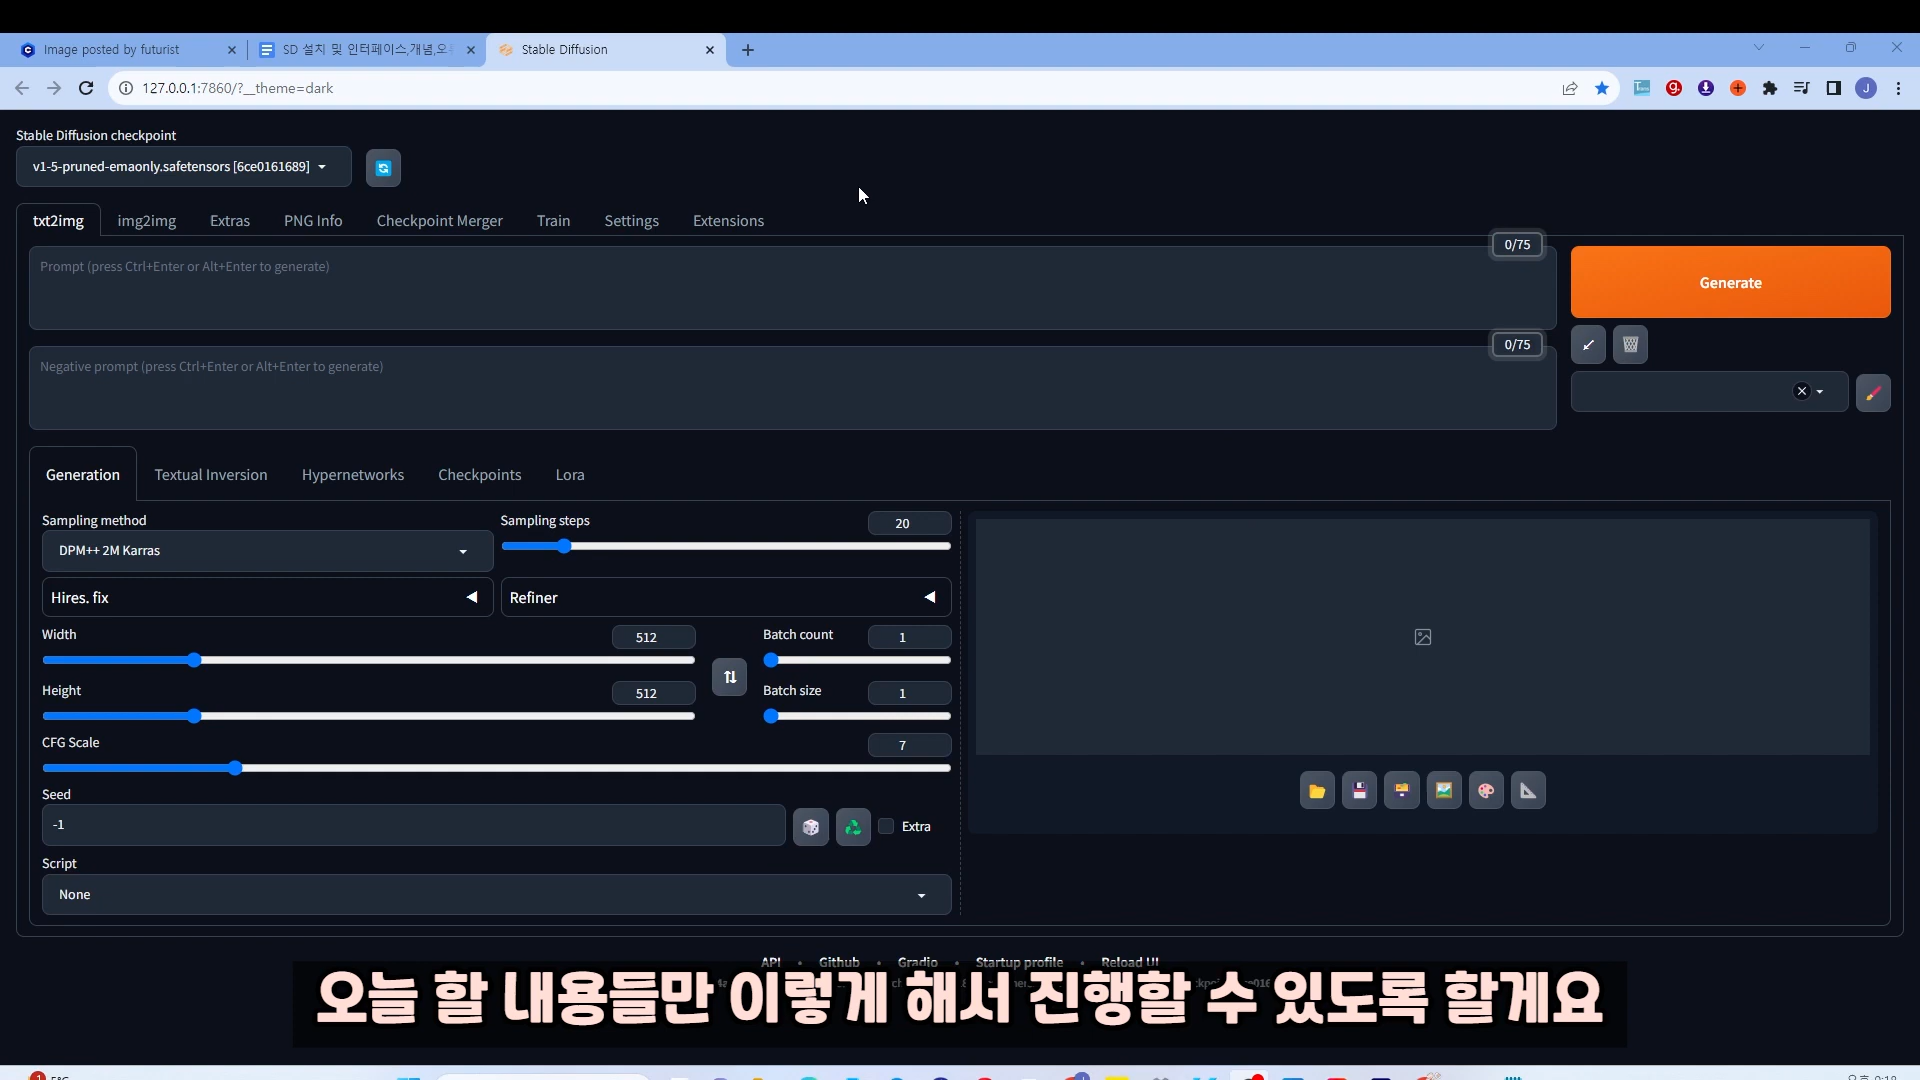 Image posted by futurist
SD 설치 및 인터페이스,개념,오
Stable Diffusion
127.0.0.1:7860/?__theme=dark
Stable Diffusion checkpoint
v1-5-pruned-emaonly.safetensors [6ce0161689]
txt2img img2img Extras PNG Info Checkpoint Merger Train Settings Extensions
0/75
Prompt (press Ctrl+Enter or Alt+Enter to generate)
Generate
0/75
Negative prompt (press Ctrl+Enter or Alt+Enter to generate)
Generation Textual Inversion Hypernetworks Checkpoints Lora
Sampling method
DPM++ 2M Karras
Sampling steps
20
Hires. fix
Refiner
Width
512
Batch count
1
Height
512
Batch size
1
CFG Scale
7
Seed
-1
Extra
Script
None
API • Github • Gradio • Startup profile • Reload UI
오늘 할 내용들만 이렇게 해서 진행할 수 있도록 할게요